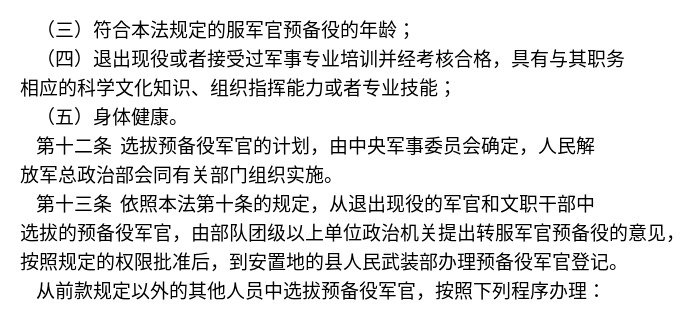 （三）符合本法规定的服军官预备役的年龄；
（四）退出现役或者接受过军事专业培训并经考核合格，具有与其职务
相应的科学文化知识、组织指挥能力或者专业技能；
（五）身体健康。
第十二条 选拔预备役军官的计划，由中央军事委员会确定，人民解
放军总政治部会同有关部门组织实施。
第十三条 依照本法第十条的规定，从退出现役的军官和文职干部中
选拔的预备役军官，由部队团级以上单位政治机关提出转服军官预备役的意见，
按照规定的权限批准后，到安置地的县人民武装部办理预备役军官登记。
从前款规定以外的其他人员中选拔预备役军官，按照下列程序办理：